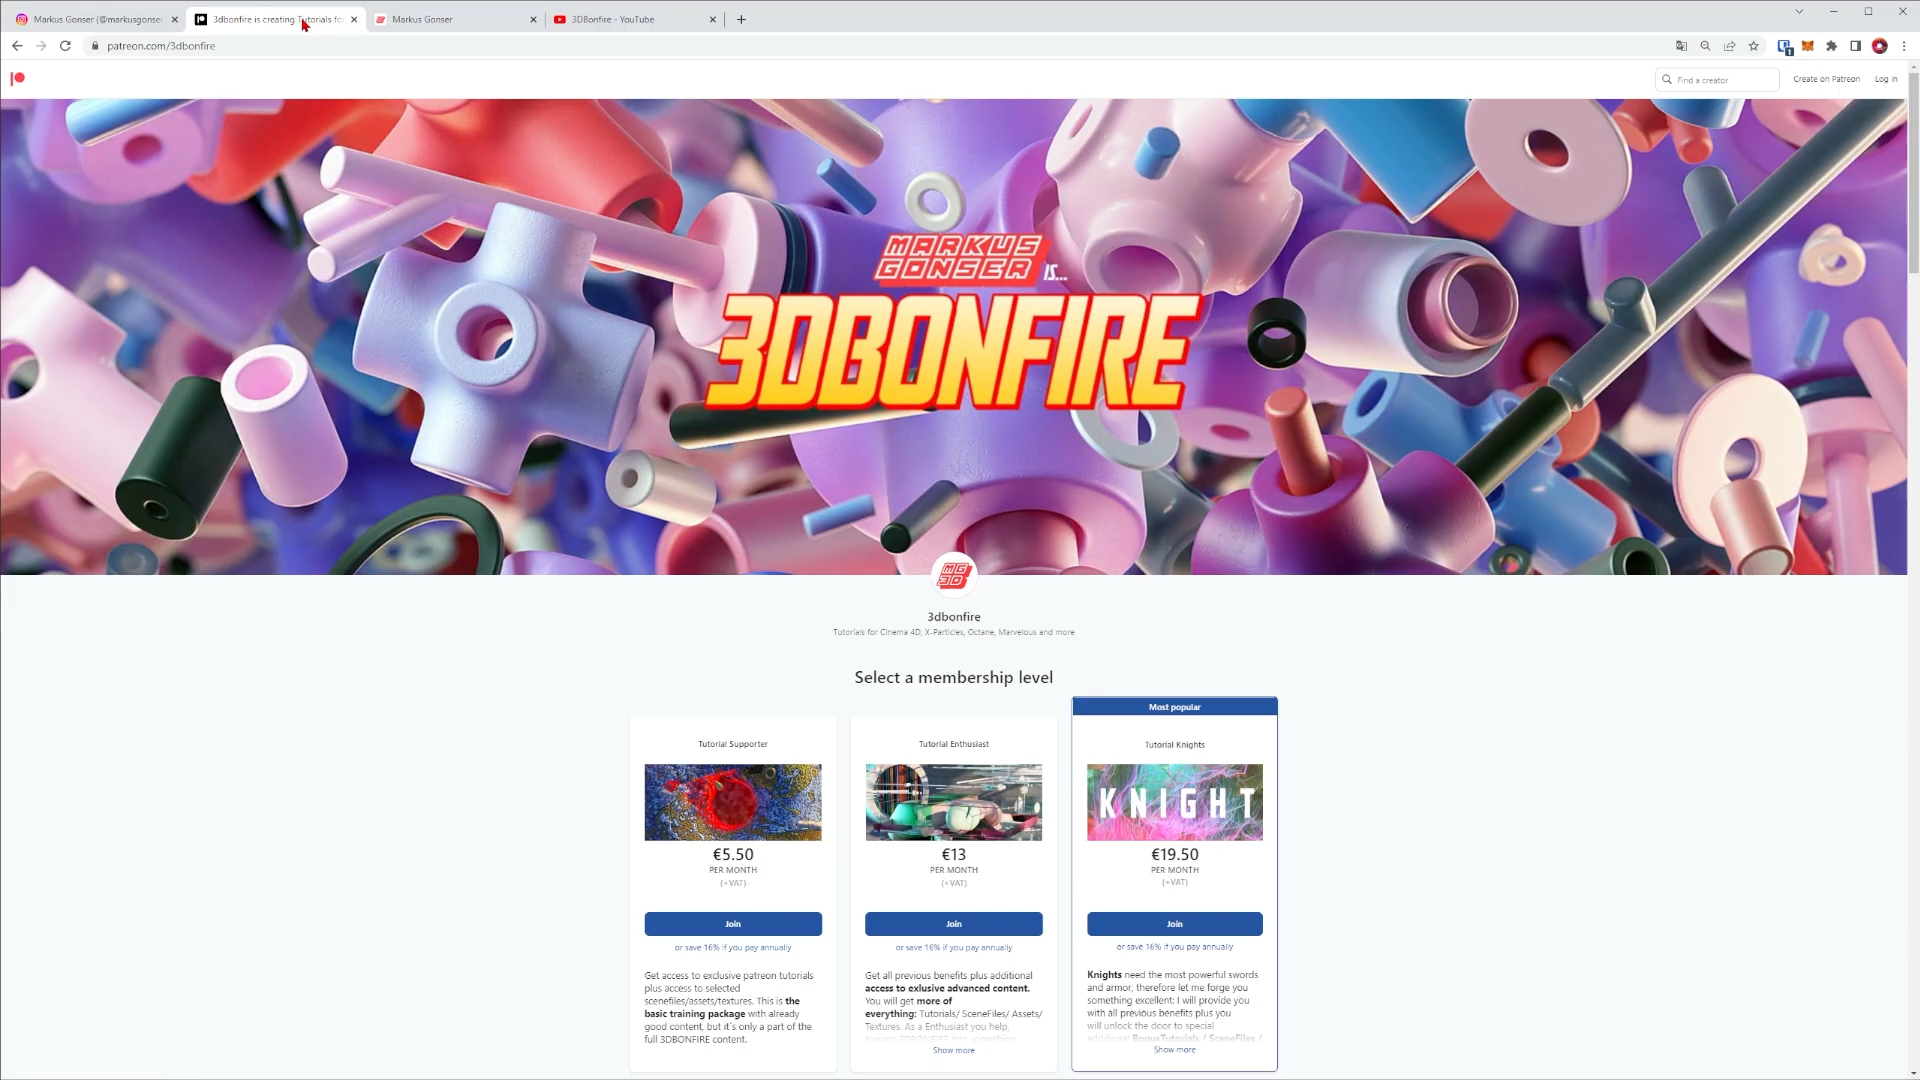 Markus Gonser (@markusgonser
3dbonfire is creating Tutorials fo
Markus Gonser
3DBonfire - YouTube
patreon.com/3dbonfire
Find a creator
Create on Patreon
Log in
MARKUS
GONSER IS...
3DBONFIRE
MG
3D
3dbonfire
Tutorials for Cinema 4D, X-Particles, Octane, Marvelous and more
Select a membership level
Tutorial Supporter
€5.50
PER MONTH
(+VAT)
Join
or save 16% if you pay annually
Get access to exclusive patreon tutorials
plus access to selected
scenefiles/assets/textures. This is the
basic training package with already
good content, but it´s only a part of the
full 3DBONFIRE content.
Tutorial Enthusiast
€13
PER MONTH
(+VAT)
Join
or save 16% if you pay annually
Get all previous benefits plus additional
access to exlusive advanced content.
You will get more of
everything: Tutorials/ SceneFiles/ Assets/
Textures. As a Enthusiast you help,
turning 3DBONFIRE into something
Show more
Most popular
Tutorial Knights
KNIGHT
€19.50
PER MONTH
(+VAT)
Join
or save 16% if you pay annually
Knights need the most powerful swords
and armor, therefore let me forge you
something excellent: I will provide you
with all previous benefits plus you
will unlock the door to special
additional BonusTutorials / SceneFiles /
Show more